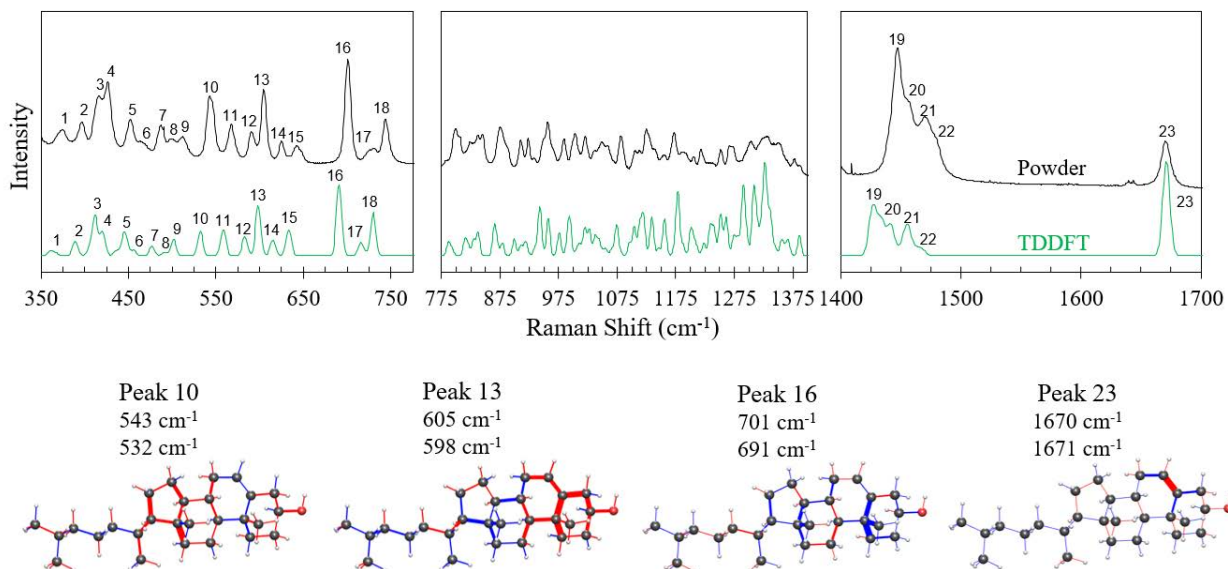 1 2 3 4 5 6 7 8 9 10 11 12 13 14 15 16 17 18
19 20 21 22 23
Powder
1 2 3 4 5 6 7 8 9 10 11 12 13 14 15 16 17 18
19 20 21 22 23
TDDFT
Intensity
350 450 550 650 750
775 875 975 1075 1175 1275 1375
1400 1500 1600 1700
Raman Shift (cm⁻¹)
Peak 10
543 cm⁻¹
532 cm⁻¹
Peak 13
605 cm⁻¹
598 cm⁻¹
Peak 16
701 cm⁻¹
691 cm⁻¹
Peak 23
1670 cm⁻¹
1671 cm⁻¹